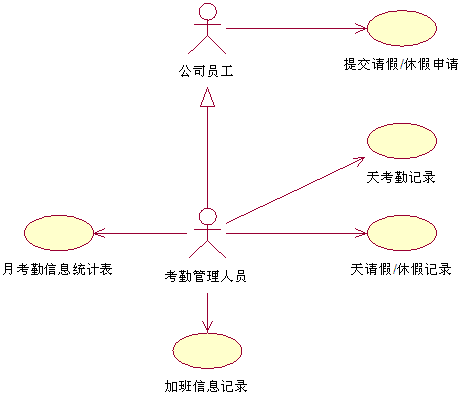 公司员工
提交请假/休假申请
天考勤记录
月考勤信息统计表
考勤管理人员
天请假/休假记录
加班信息记录